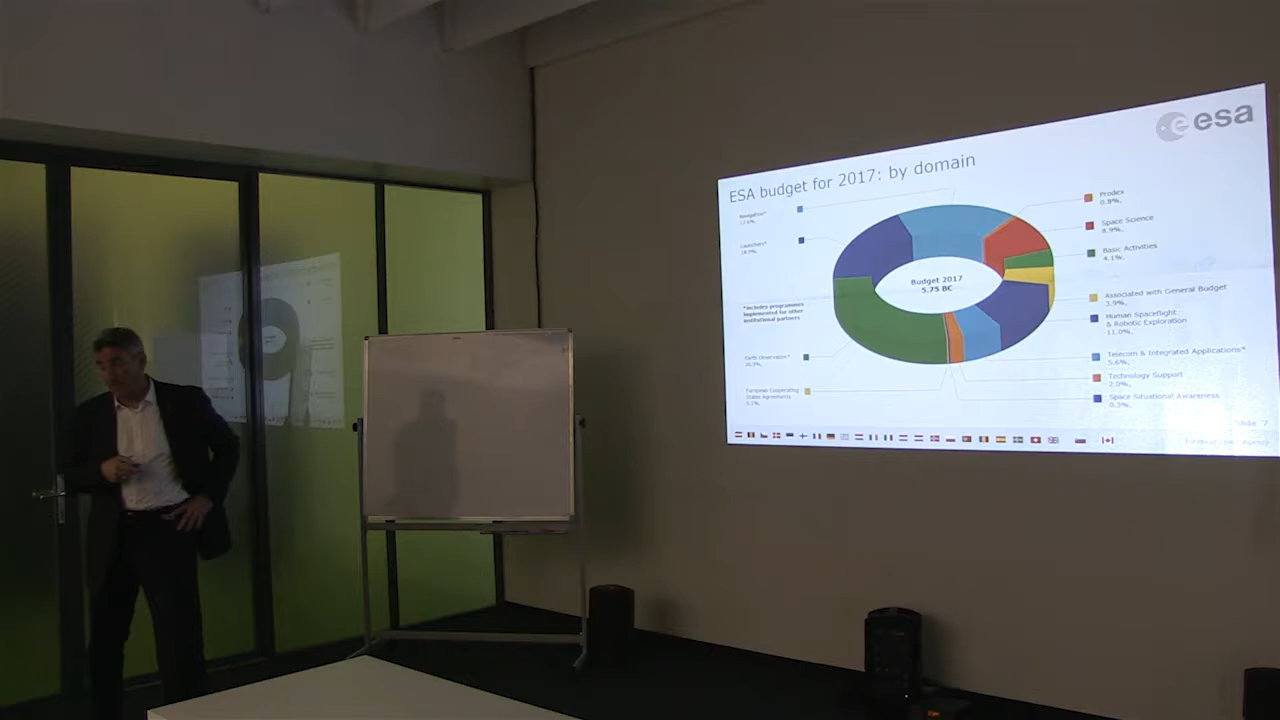 esa
ESA budget for 2017: by domain
Navigation*
Launchers*
*includes programmes
implemented for other
institutional partners
Earth Observation*
European Cooperating
States Agreements
Budget 2017
5.75 B€
Prodex
0.8%,
Space Science
8.9%,
Basic Activities
4.1%,
Associated with General Budget
3.9%,
Human Spaceflight
& Robotic Exploration
11.0%,
Telecom & Integrated Applications*
5.6%,
Technology Support
2.0%,
Space Situational Awareness
0.3%,
Slide 7